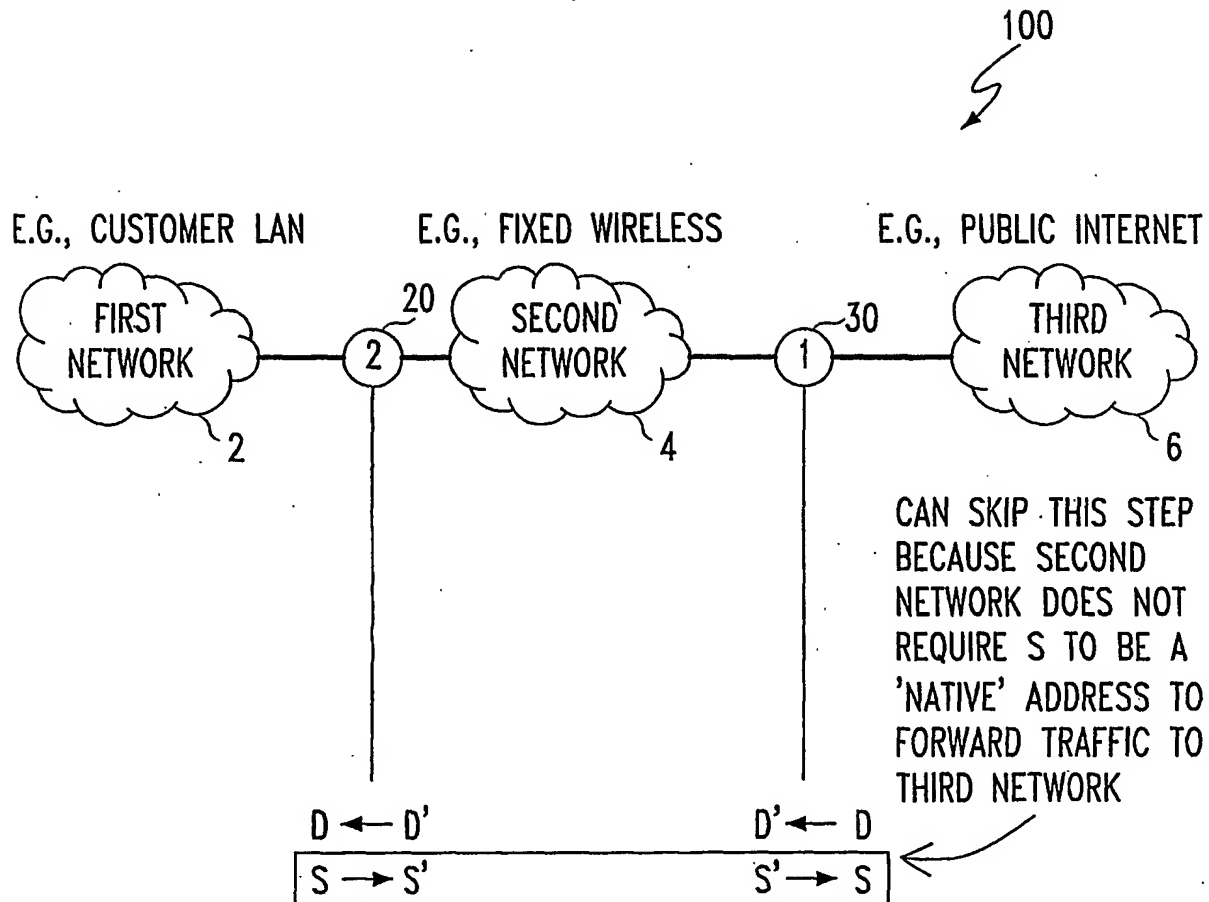 100
E.G., CUSTOMER LAN
E.G., FIXED WIRELESS
E.G., PUBLIC INTERNET
FIRST NETWORK
20
2
SECOND NETWORK
30
1
THIRD NETWORK
2
4
6
CAN SKIP THIS STEP
BECAUSE SECOND
NETWORK DOES NOT
REQUIRE S TO BE A
'NATIVE' ADDRESS TO
FORWARD TRAFFIC TO
THIRD NETWORK
D ← D'
D' ← D
S → S'
S' → S